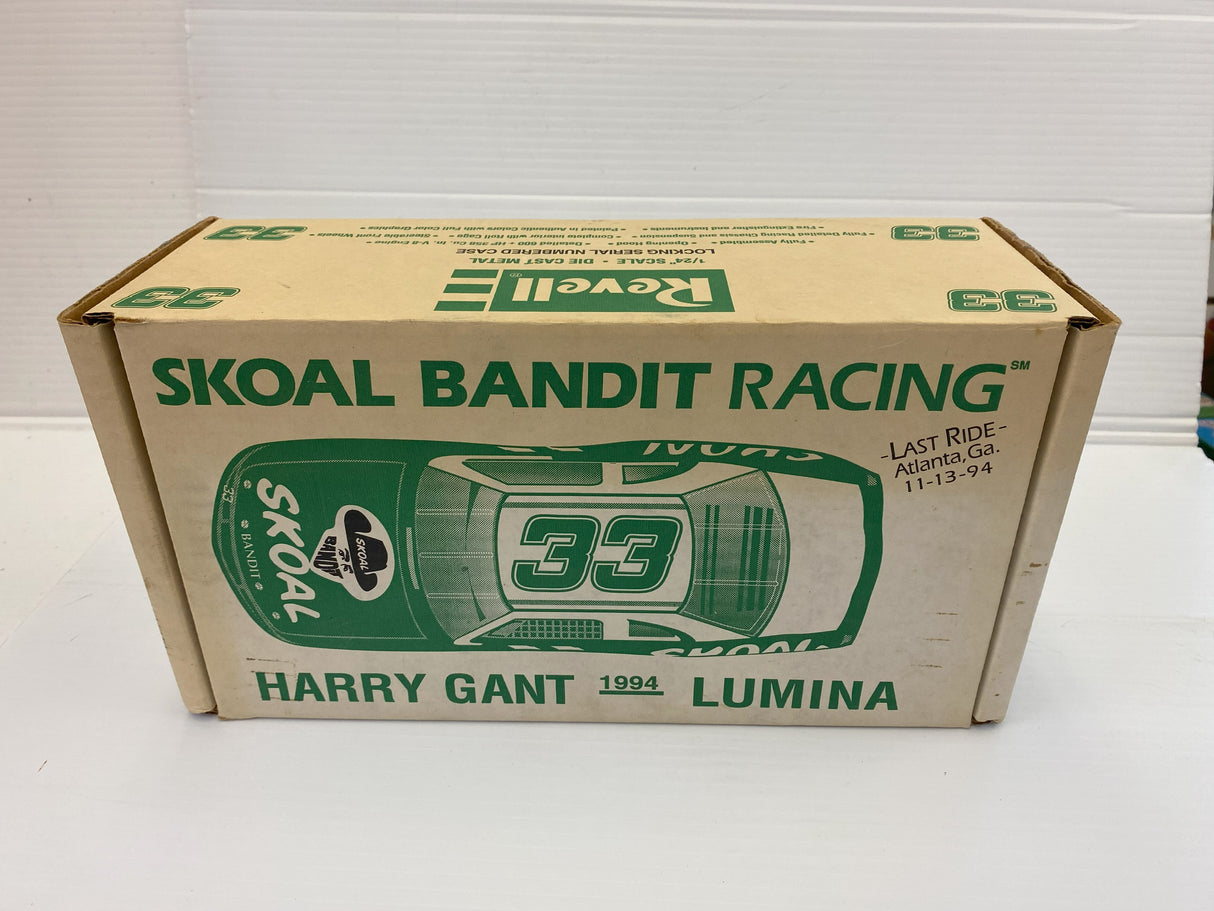 33
33
• Fully Assembled
• Opening Hood
• Fully Detailed Racing Chassis and Suspension
• Fire Extinguisher and Instruments
• Detailed 600 + HP 358 Cu. In. V-8 Engine
• Complete Interior with Roll Cage
• Steerable Front Wheels
• Painted in Authentic Colors with Full Color Graphics
LOCKING SERIAL NUMBERED CASE
1/24" SCALE - DIE CAST METAL
Revell®
33
33
SKOAL BANDIT RACING℠
-LAST RIDE-
Atlanta, Ga.
11-13-94
SKOAL
33
BANDIT
SKOAL
SKOAL
BANDIT
33
SKOAL
HARRY GANT 1994 LUMINA